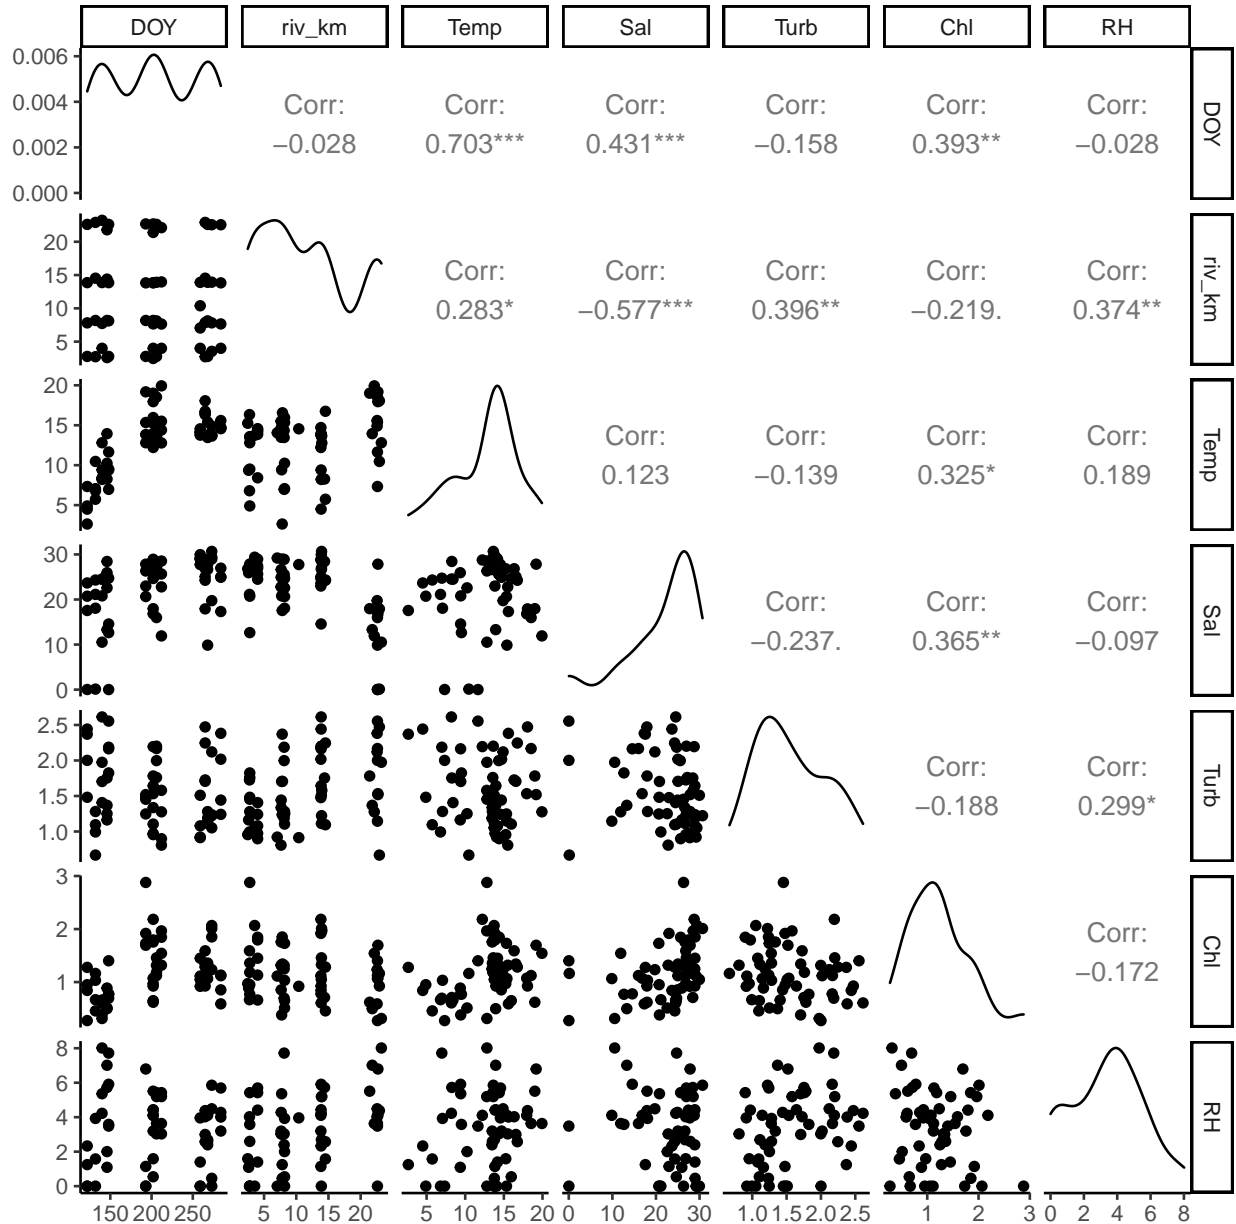 DOY riv_km Temp Sal Turb Chl RH
0.006
0.004
0.002
0.000
Corr: Corr: Corr: Corr: Corr: Corr:
−0.028 0.703*** 0.431*** −0.158 0.393** −0.028
DOY
20
15
10
5
Corr: Corr: Corr: Corr: Corr:
0.283* −0.577*** 0.396** −0.219. 0.374**
riv_km
20
15
10
5
Corr: Corr: Corr: Corr:
0.123 −0.139 0.325* 0.189
Temp
30
20
10
0
Corr: Corr: Corr:
−0.237. 0.365** −0.097
Sal
2.5
2.0
1.5
1.0
Corr: Corr:
−0.188 0.299*
Turb
3
2
1
Corr:
−0.172
Chl
8
6
4
2
0
RH
150 200 250 5 10 15 20 5 10 15 20 0 10 20 30 1.0 1.5 2.0 2.5 1 2 3 0 2 4 6 8